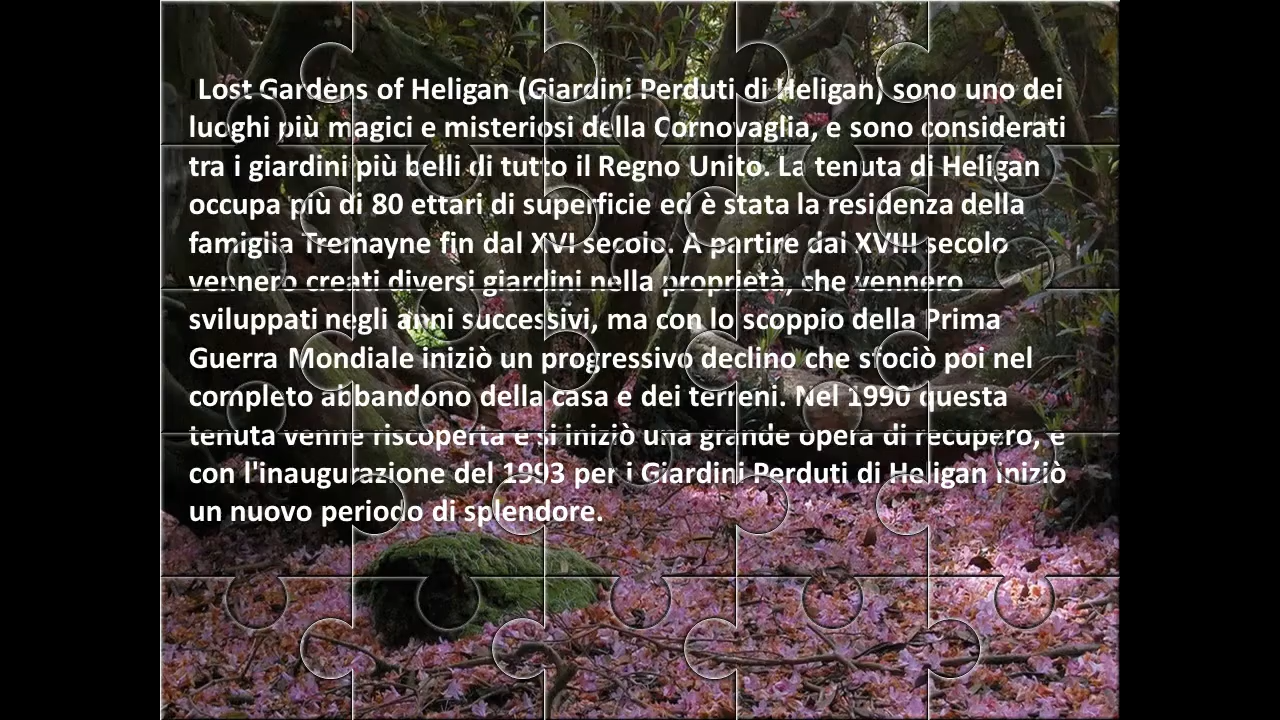 I Lost Gardens of Heligan (Giardini Perduti di Heligan) sono uno dei
luoghi più magici e misteriosi della Cornovaglia, e sono considerati
tra i giardini più belli di tutto il Regno Unito. La tenuta di Heligan
occupa più di 80 ettari di superficie ed è stata la residenza della
famiglia Tremayne fin dal XVI secolo. A partire dal XVIII secolo
vennero creati diversi giardini nella proprietà, che vennero
sviluppati negli anni successivi, ma con lo scoppio della Prima
Guerra Mondiale iniziò un progressivo declino che sfociò poi nel
completo abbandono della casa e dei terreni. Nel 1990 questa
tenuta venne riscoperta e si iniziò una grande opera di recupero, e
con l'inaugurazione del 1993 per i Giardini Perduti di Heligan iniziò
un nuovo periodo di splendore.